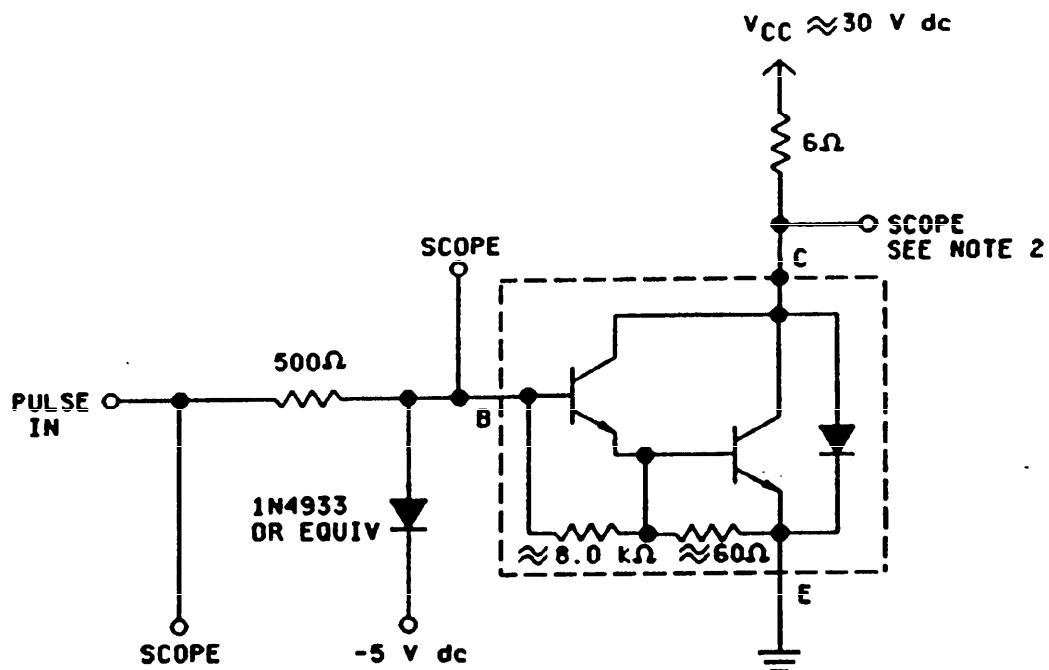 VCC ≈30 V dc
6Ω
SCOPE
SEE NOTE 2
C
SCOPE
500Ω
PULSE
IN
B
1N4933
OR EQUIV
≈8.0 kΩ
≈60Ω
E
SCOPE
-5 V dc